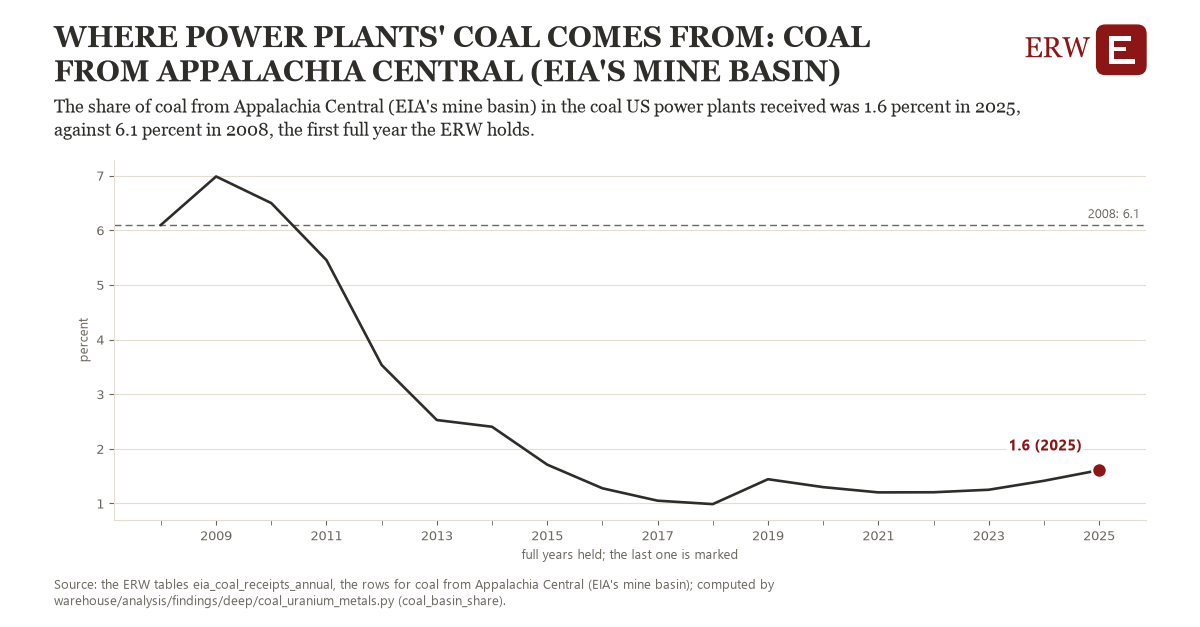 WHERE POWER PLANTS' COAL COMES FROM: COAL
FROM APPALACHIA CENTRAL (EIA'S MINE BASIN)
ERW E
The share of coal from Appalachia Central (EIA's mine basin) in the coal US power plants received was 1.6 percent in 2025,
against 6.1 percent in 2008, the first full year the ERW holds.
7
6
5
4
3
2
1
percent
2008: 6.1
1.6 (2025)
2009 2011 2013 2015 2017 2019 2021 2023 2025
full years held; the last one is marked
Source: the ERW tables eia_coal_receipts_annual, the rows for coal from Appalachia Central (EIA's mine basin); computed by
warehouse/analysis/findings/deep/coal_uranium_metals.py (coal_basin_share).